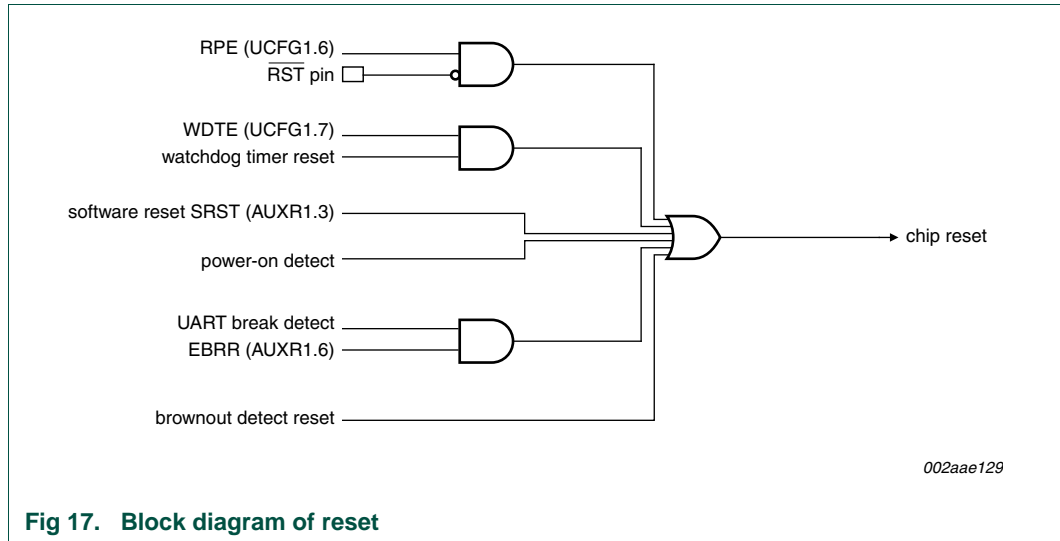 RPE (UCFG1.6)
RST pin
WDTE (UCFG1.7)
watchdog timer reset
software reset SRST (AUXR1.3)
chip reset
power-on detect
UART break detect
EBRR (AUXR1.6)
brownout detect reset
002aae129
Fig 17. Block diagram of reset